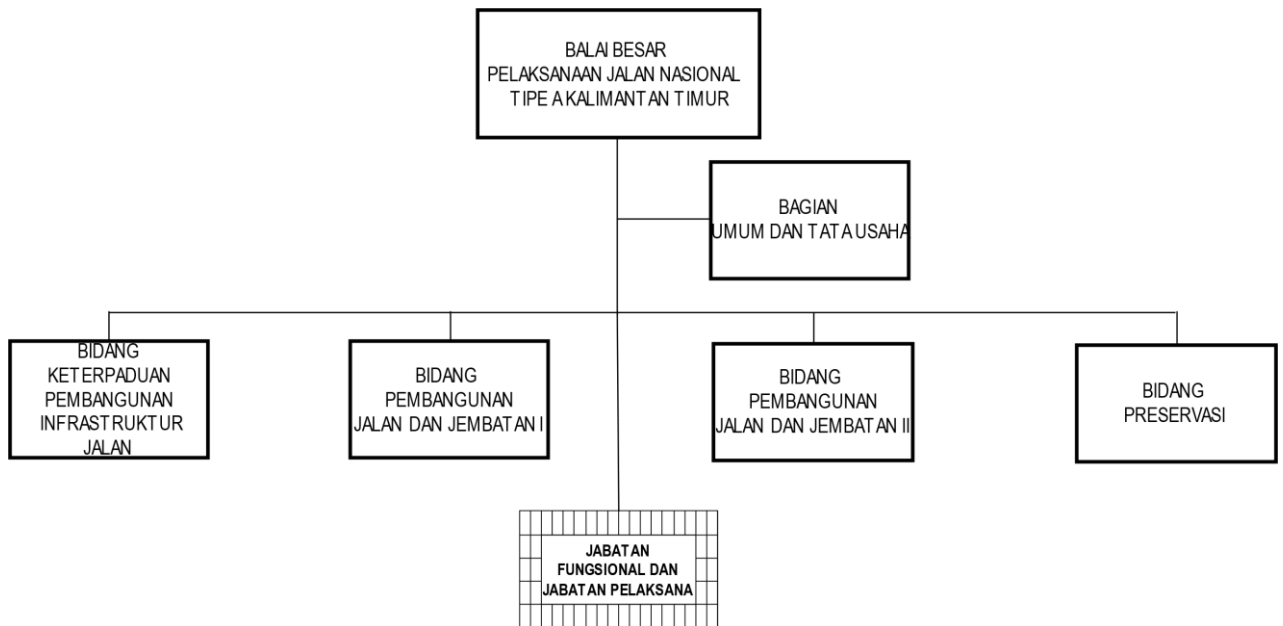 BALAI BESAR
PELAKSANAAN JALAN NASIONAL
TIPE A KALIMANTAN TIMUR
BAGIAN
UMUM DAN TATA USAHA
BIDANG
KETERPADUAN
PEMBANGUNAN
INFRASTRUKTUR
JALAN
BIDANG
PEMBANGUNAN
JALAN DAN JEMBATAN I
BIDANG
PEMBANGUNAN
JALAN DAN JEMBATAN II
BIDANG
PRESERVASI
JABATAN
FUNGSIONAL DAN
JABATAN PELAKSANA